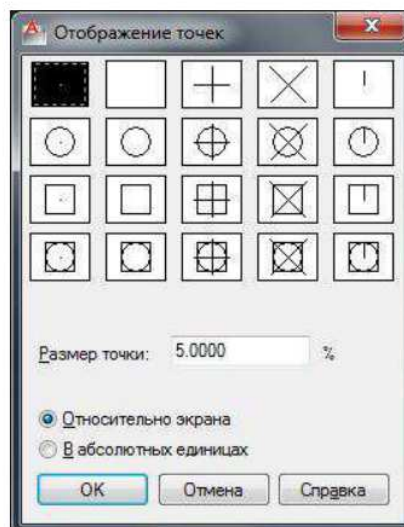 Отображение точек
Размер точки: 5.0000 %
Относительно экрана
В абсолютных единицах
OK Отмена Справка